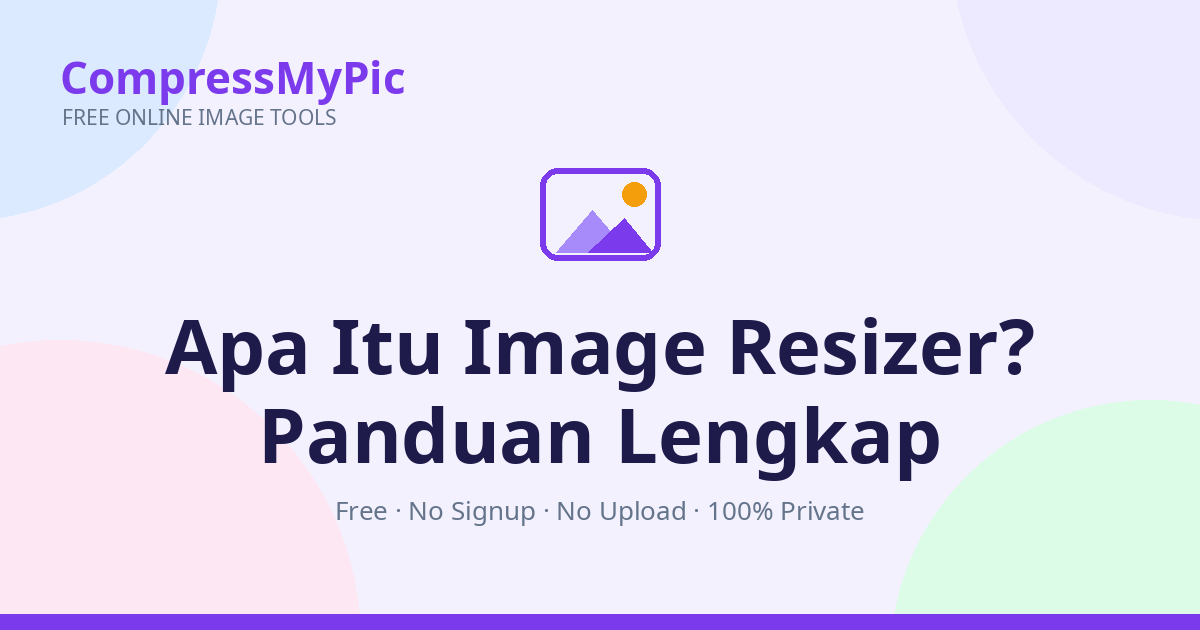 CompressMyPic
FREE ONLINE IMAGE TOOLS
Apa Itu Image Resizer?
Panduan Lengkap
Free · No Signup · No Upload · 100% Private